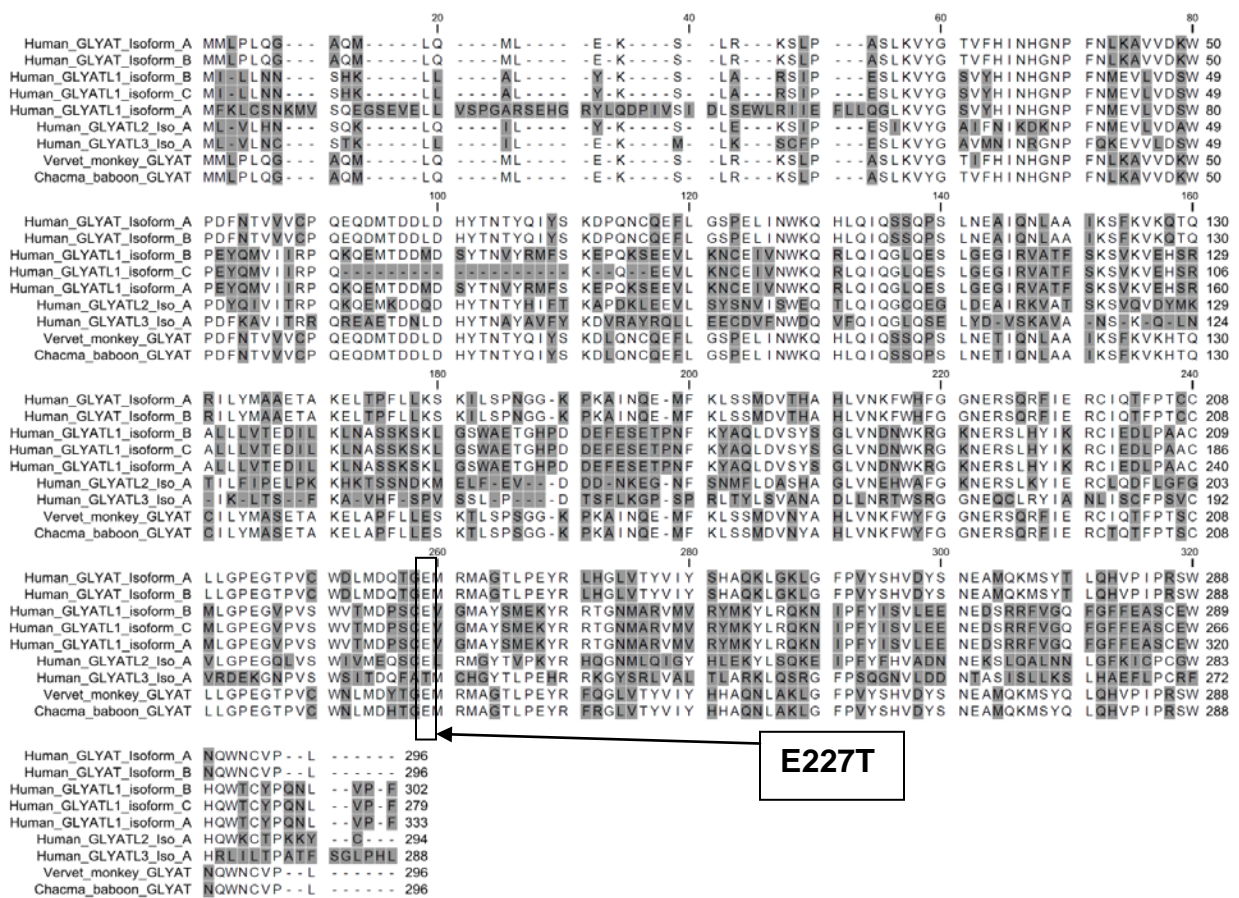 20 40 60 80
Human_GLYAT_Isoform_A MMLPLQG--- AQM-----LQ ----ML---- -E-K----S- -LR---KSLP ---ASLKVYG TVFHINHGNP FNLKAVVDKW 50
Human_GLYAT_Isoform_B MMLPLQG--- AQM-----LQ ----ML---- -E-K----S- -LR---KSLP ---ASLKVYG TVFHINHGNP FNLKAVVDKW 50
Human_GLYATL1_isoform_B MI-LLNN--- SHK-----LL ----AL---- -Y-K----S- -LA---RSIP ---ESLKVYG SVYHINHGNP FNMEVLVDSW 49
Human_GLYATL1_isoform_C MI-LLNN--- SHK-----LL ----AL---- -Y-K----S- -LA---RSIP ---ESLKVYG SVYHINHGNP FNMEVLVDSW 49
Human_GLYATL1_isoform_A MFKLCSNKMV SQEGSEVELL VSPGARSEHG RYLQDPIVSI DLSEWLRIIE FLLQGLKVYG SVYHINHGNP FNMEVLVDSW 80
Human_GLYATL2_Iso_A ML-VLHN--- SQK-----LQ ----IL---- -Y-K----S- -LE---KSIP ---ESIKVYG AIFNIKDKNP FNMEVLVDAW 49
Human_GLYATL3_Iso_A ML-VLNC--- STK-----LL ----IL---- -E-K----M- -LK---SCFP ---ESLKVYG AVMNINRGNP FQKEVVLDSW 49
Vervet_monkey_GLYAT MMLPLQG--- AQM-----LQ ----ML---- -E-K----S- -LR---KSLP ---ASLKVYG TIFHINHGNP FNLKAVVDKW 50
Chacma_baboon_GLYAT MMLPLQG--- AQM-----LQ ----ML---- -E-K----S- -LR---KSLP ---ASLKVYG TVFHINHGNP FNLKAVVDKW 50
100 120 140 160
Human_GLYAT_Isoform_A PDFNTVVVCP QEQDMTDDLD HYTNTYQIYS KDPQNCQEFL GSPELINWKQ HLQIQSSQPS LNEAIQNLAA IKSFKVKQTQ 130
Human_GLYAT_Isoform_B PDFNTVVVCP QEQDMTDDLD HYTNTYQIYS KDPQNCQEFL GSPELINWKQ HLQIQSSQPS LNEAIQNLAA IKSFKVKQTQ 130
Human_GLYATL1_isoform_B PEYQMVIIRP QKQEMTDDMD SYTNVYRMFS KEPQKSEEVL KNCEIVNWKQ RLQIQGLQES LGEGIRVATF SKSVKVEHSR 129
Human_GLYATL1_isoform_C PEYQMVIIRP Q--------- ---------- KEPQ-SEEVL KNCEIVNWKQ RLQIQGLQES LGEGIRVATF SKSVKVEHSR 106
Human_GLYATL1_isoform_A PEYQMVIIRP QKQEMTDDMD SYTNVYRMFS KEPQKSEEVL KNCEIVNWKQ RLQIQGLQES LGEGIRVATF SKSVKVEHSR 160
Human_GLYATL2_Iso_A PDYQIVITRP QKQEMKDDQD HYTNTYHIFT KAPDKLEEVL SYSNVISWEQ TLQIQGCQEG LDEAIRKVAT SKSVQVDYMK 129
Human_GLYATL3_Iso_A PDFKAVITRR QREAETDNLD HYTNAYAVFY KDVRAYRQLL EECDVFNWDQ VFQIQGLQSE LYD-VSKAVA -NS-K-Q-LN 124
Vervet_monkey_GLYAT PDFNTVVVCP QEQDMTDDLD HYTNTYQIYS KDLQNCQEFL GSPELINWKQ HLQIQSSQPS LNETIQNLAA IKSFKVKHTQ 130
Chacma_baboon_GLYAT PDFNTVVVCP QEQDMTDDLD HYTNTYQIYS KDLQNCQEFL GSPELINWKQ HLQIQSSQPS LNETIQNLAA IKSFKVKHTQ 130
180 200 220 240
Human_GLYAT_Isoform_A RILYMAAETA KELTPFLLKS KILSPNGG-K PKAINQE-MF KLSSMDVTHA HLVNKFWHFG GNERSQRFIE RCIQTFPTCC 208
Human_GLYAT_Isoform_B RILYMAAETA KELTPFLLKS KILSPNGG-K PKAINQE-MF KLSSMDVTHA HLVNKFWHFG GNERSQRFIE RCIQTFPTCC 208
Human_GLYATL1_isoform_B ALLLVTEDIL KLNASSKSKL GSWAETGHPD DEFESETPNF KYAQLDVSYS GLVNDNWKRG KNERSLHYIK RCIEDLPAAC 209
Human_GLYATL1_isoform_C ALLLVTEDIL KLNASSKSKL GSWAETGHPD DEFESETPNF KYAQLDVSYS GLVNDNWKRG KNERSLHYIK RCIEDLPAAC 186
Human_GLYATL1_isoform_A ALLLVTEDIL KLNASSKSKL GSWAETGHPD DEFESETPNF KYAQLDVSYS GLVNDNWKRG KNERSLHYIK RCIEDLPAAC 240
Human_GLYATL2_Iso_A TILFIPELPK KHKTSSNDKM ELF-EV---D DD-NKEG-NF SNMFLDASHA GLVNEHWAFG KNERSLKYIE RCLQDFLGFG 203
Human_GLYATL3_Iso_A -IK-LTS--F KA-VHF-SPV SSL-P----D TSFLKGP-SP RLTYLSVANA DLLNRTWSRG GNEQCLRYIA NLISCFPSVC 192
Vervet_monkey_GLYAT CILYMASETA KELAPFLLES KTLSPSGG-K PKAINQE-MF KLSSMDVNYA HLVNKFWYFG GNERSQRFIE RCTQTFPTSC 208
Chacma_baboon_GLYAT CILYMASETA KELAPFLLES KTLSPSGG-K PKAINQE-MF KLSSMDVNYA HLVNKFWYFG GNERSQRFIE RCTQTFPTSC 208
260 280 300 320
Human_GLYAT_Isoform_A LLGPEGTPVC WDLMDQTGEM RMAGTLPEYR LHGLVTYVIY SHAQKLGKLG FPVYSHVDYS NEAMQKMSYT LQHVPIPRSW 288
Human_GLYAT_Isoform_B LLGPEGTPVC WDLMDQTGEM RMAGTLPEYR LHGLVTYVIY SHAQKLGKLG FPVYSHVDYS NEAMQKMSYT LQHVPIPRSW 288
Human_GLYATL1_isoform_B MLGPEGVPVS WVTMDPSCEV GMAYSMEKYR RTGNMARVMV RYMKYLRQKN IPFYISVLEE NEDSRRFVGQ FGFFEASCEW 289
Human_GLYATL1_isoform_C MLGPEGVPVS WVTMDPSCEV GMAYSMEKYR RTGNMARVMV RYMKYLRQKN IPFYISVLEE NEDSRRFVGQ FGFFEASCEW 266
Human_GLYATL1_isoform_A MLGPEGVPVS WVTMDPSCEV GMAYSMEKYR RTGNMARVMV RYMKYLRQKN IPFYISVLEE NEDSRRFVGQ FGFFEASCEW 320
Human_GLYATL2_Iso_A VLGPEGQLVS WIVMEQSCEL RMGYTVPKYR HQGNMLQIGY HLEKYLSQKE IPFYFHVADN NEKSLQALNN LGFKICPCGW 283
Human_GLYATL3_Iso_A VRDEKGNPVS WSITDQFATM CHGYTLPEHR RKGYSRLVAL TLARKLQSRG FPSQGNVLDD NTASISLLKS LHAEFLPCRF 272
Vervet_monkey_GLYAT LLGPEGTPVC WNLMDYTGEM RMAGTLPEYR FQGLVTYVIY HHAQNLAKLG FPVYSHVDYS NEAMQKMSYQ LQHVPIPRSW 288
Chacma_baboon_GLYAT LLGPEGTPVC WNLMDHTGEM RMAGTLPEYR FRGLVTYVIY HHAQNLAKLG FPVYSHVDYS NEAMQKMSYQ LQHVPIPRSW 288
E227T
Human_GLYAT_Isoform_A NQWNCVP--L ------ 296
Human_GLYAT_Isoform_B NQWNCVP--L ------ 296
Human_GLYATL1_isoform_B HQWTCYPQNL --VP-F 302
Human_GLYATL1_isoform_C HQWTCYPQNL --VP-F 279
Human_GLYATL1_isoform_A HQWTCYPQNL --VP-F 333
Human_GLYATL2_Iso_A HQWKCTPKKY --C--- 294
Human_GLYATL3_Iso_A HRLILTPATF SGLPHL 288
Vervet_monkey_GLYAT NQWNCVP--L ------ 296
Chacma_baboon_GLYAT NQWNCVP--L ------ 296